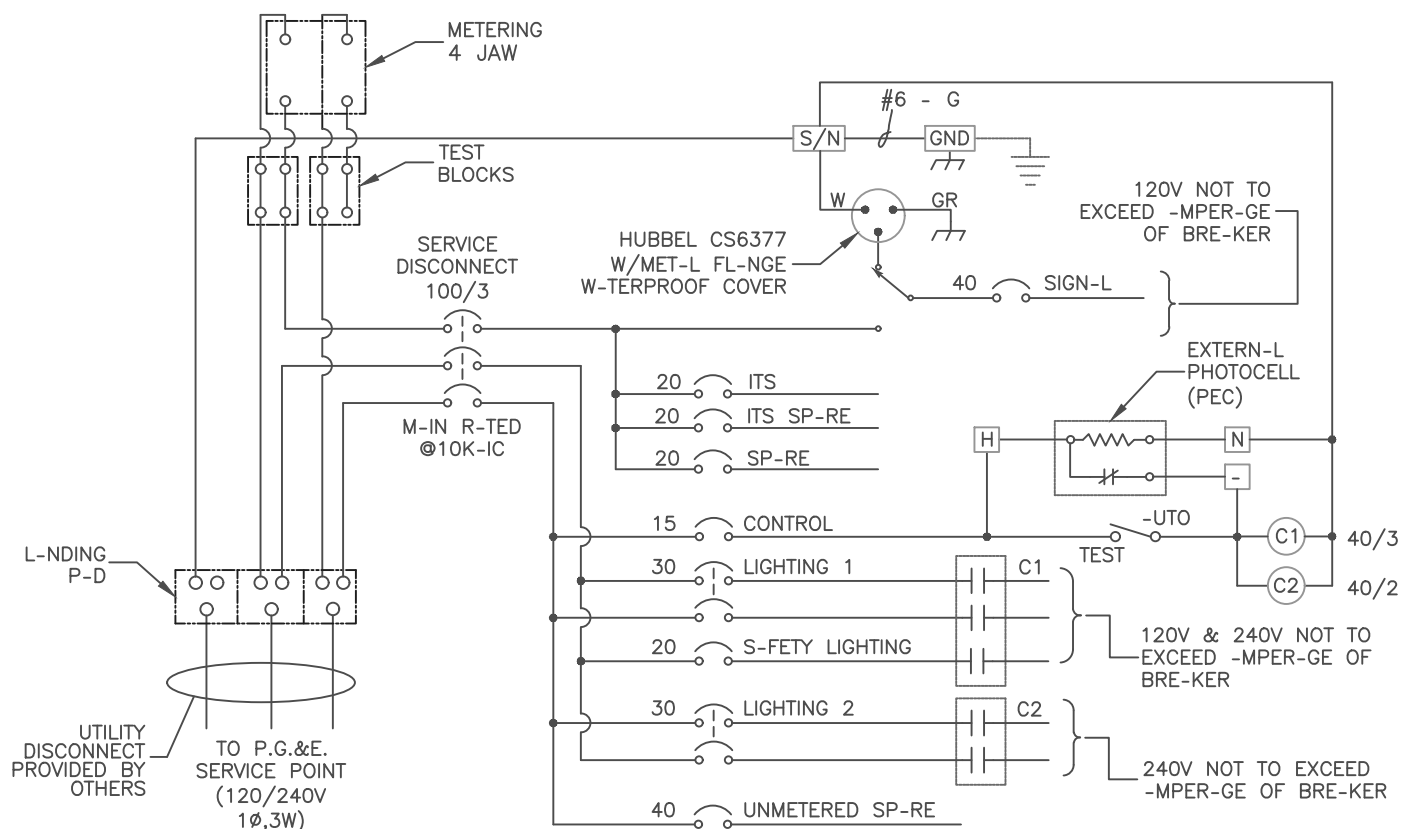 METERING
4 JAW
#6 - G
S/N
GND
TEST
BLOCKS
W
GR
120V NOT TO
EXCEED -MPER-GE
OF BRE-KER
HUBBEL CS6377
W/MET-L FL-NGE
W-TERPROOF COVER
SERVICE
DISCONNECT
100/3
40
SIGN-L
EXTERN-L
PHOTOCELL
(PEC)
20
ITS
20
ITS SP-RE
M-IN R-TED
@10K-IC
H
N
20
SP-RE
-
15
CONTROL
-UTO
TEST
C1
40/3
L-NDING
P-D
30
LIGHTING 1
C1
C2
40/2
20
S-FETY LIGHTING
120V & 240V NOT TO
EXCEED -MPER-GE OF
BRE-KER
30
LIGHTING 2
C2
UTILITY
DISCONNECT
PROVIDED BY
OTHERS
TO P.G.&E.
SERVICE POINT
(120/240V
1Ø,3W)
240V NOT TO EXCEED
-MPER-GE OF BRE-KER
40
UNMETERED SP-RE